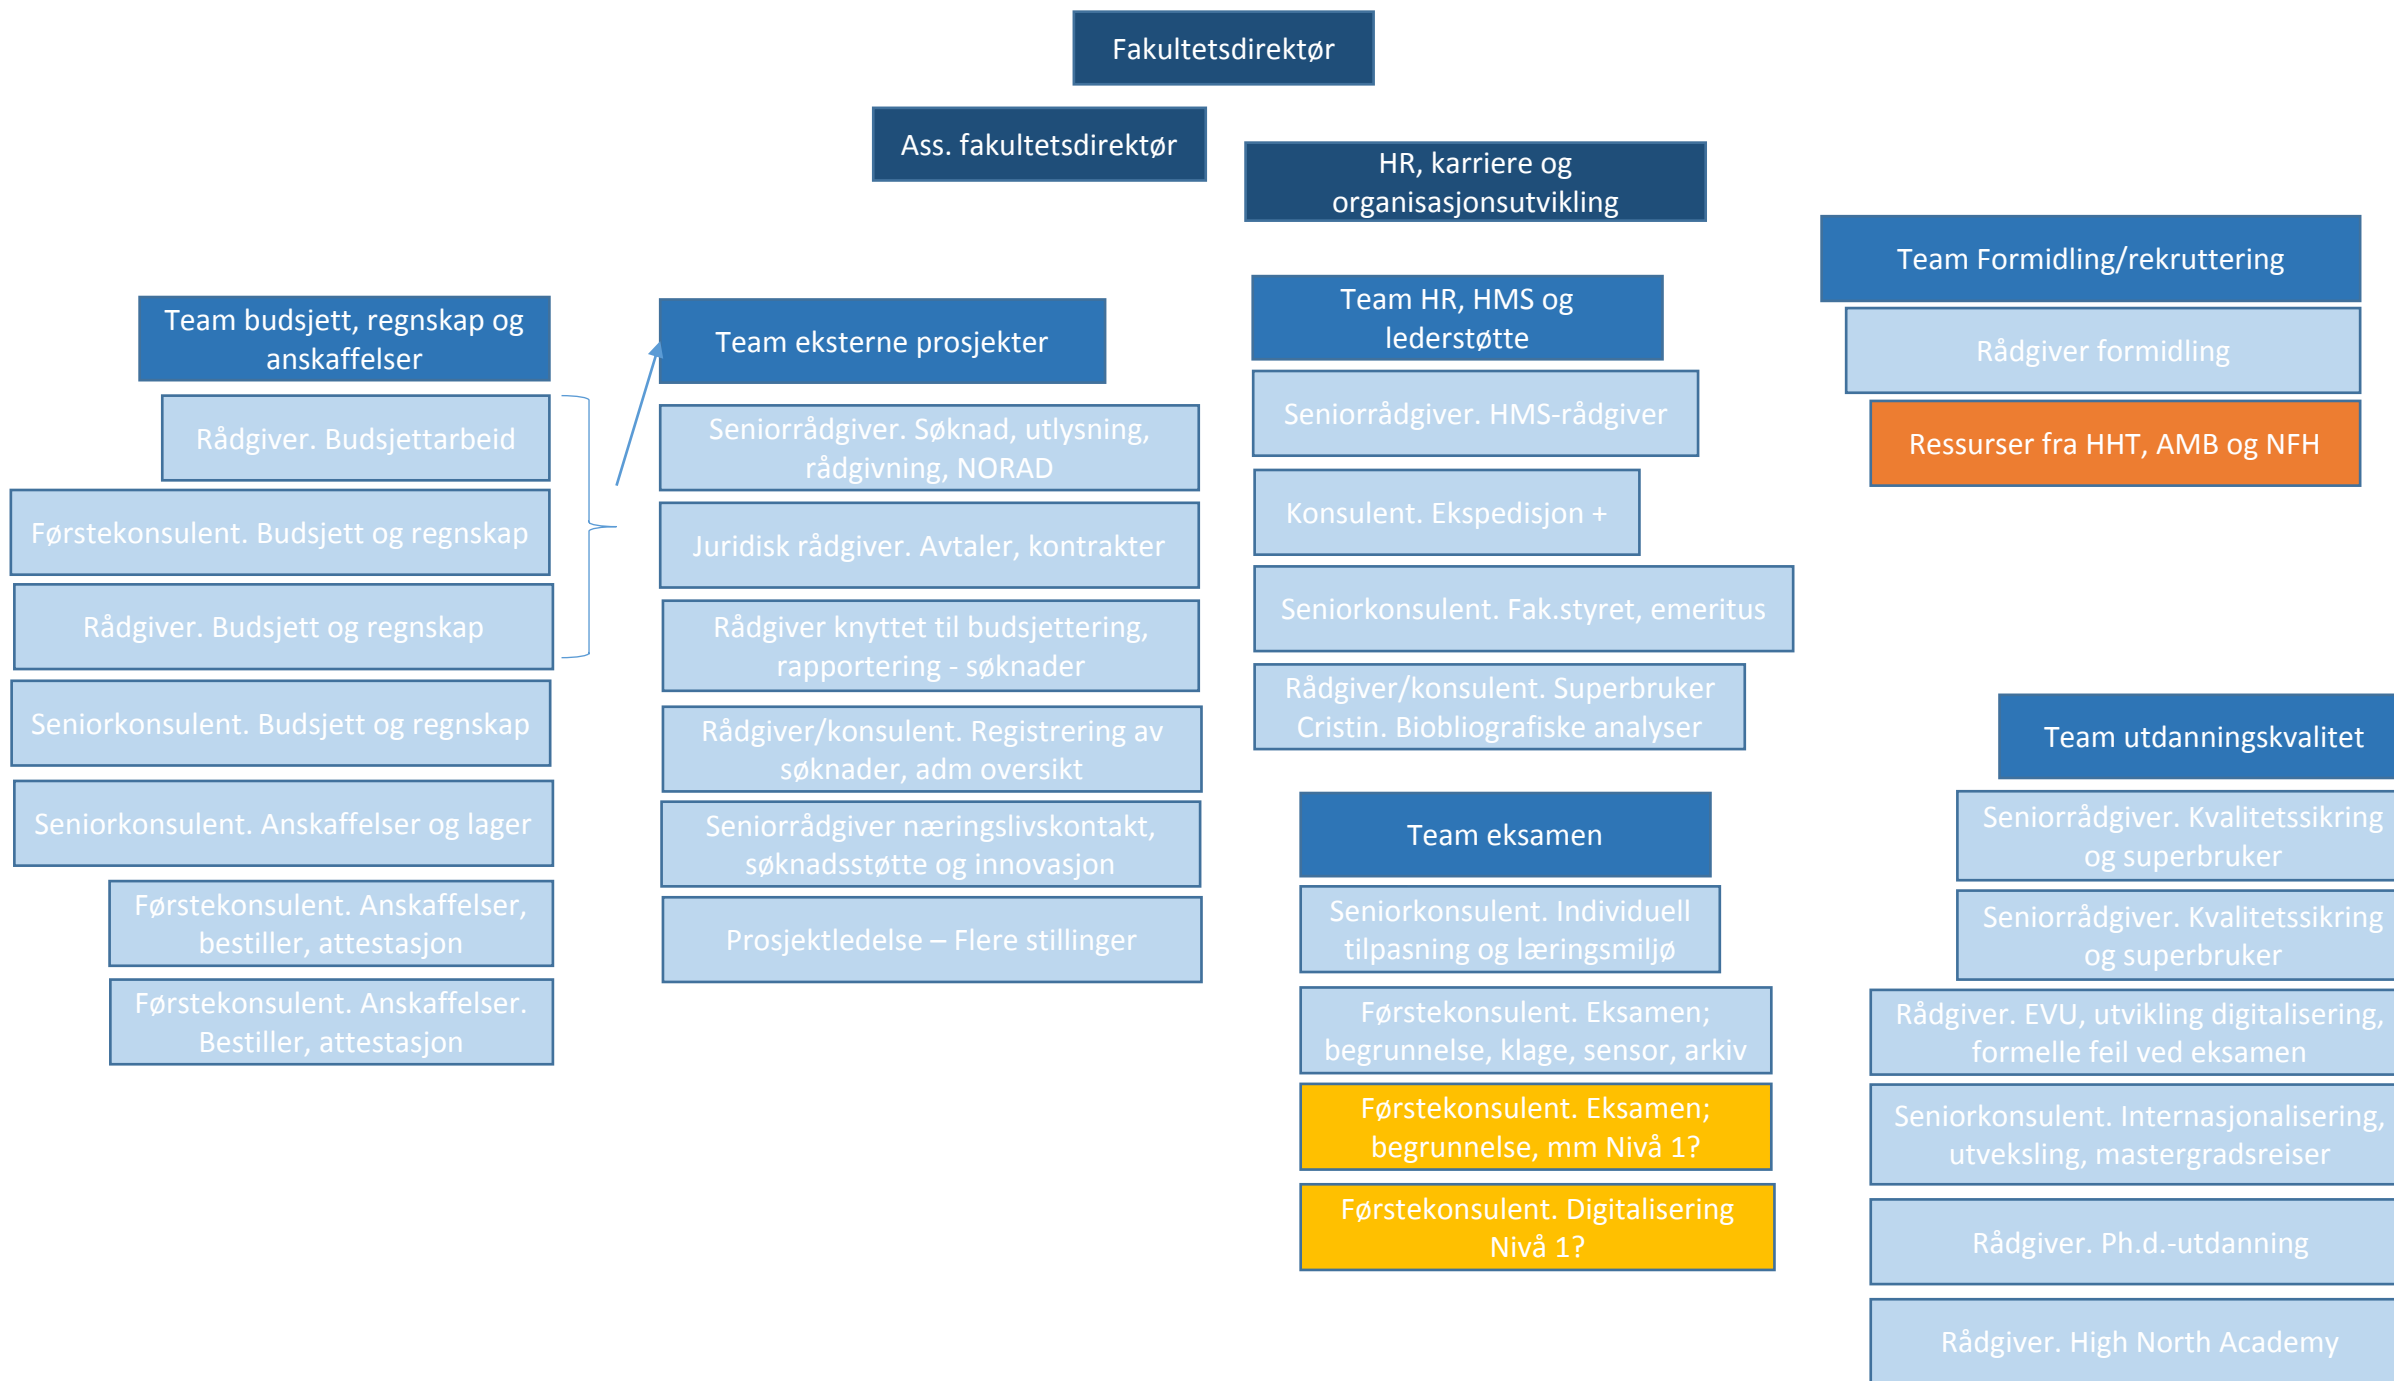 Fakultetsdirektør
Ass. fakultetsdirektør
HR, karriere og
organisasjonsutvikling
Team budsjett, regnskap og
anskaffelser
Rådgiver. Budsjettarbeid
Førstekonsulent. Budsjett og regnskap
Rådgiver. Budsjett og regnskap
Seniorkonsulent. Budsjett og regnskap
Seniorkonsulent. Anskaffelser og lager
Førstekonsulent. Anskaffelser,
bestiller, attestasjon
Førstekonsulent. Anskaffelser.
Bestiller, attestasjon
Team eksterne prosjekter
Seniorrådgiver. Søknad, utlysning,
rådgivning, NORAD
Juridisk rådgiver. Avtaler, kontrakter
Rådgiver knyttet til budsjettering,
rapportering - søknader
Rådgiver/konsulent. Registrering av
søknader, adm oversikt
Seniorrådgiver næringslivskontakt,
søknadsstøtte og innovasjon
Prosjektledelse – Flere stillinger
Team HR, HMS og
lederstøtte
Seniorrådgiver. HMS-rådgiver
Konsulent. Ekspedisjon +
Seniorkonsulent. Fak.styret, emeritus
Rådgiver/konsulent. Superbruker
Cristin. Biobliografiske analyser
Team eksamen
Seniorkonsulent. Individuell
tilpasning og læringsmiljø
Førstekonsulent. Eksamen;
begrunnelse, klage, sensor, arkiv
Førstekonsulent. Eksamen;
begrunnelse, mm Nivå 1?
Førstekonsulent. Digitalisering
Nivå 1?
Team Formidling/rekruttering
Rådgiver formidling
Ressurser fra HHT, AMB og NFH
Team utdanningskvalitet
Seniorrådgiver. Kvalitetssikring
og superbruker
Seniorrådgiver. Kvalitetssikring
og superbruker
Rådgiver. EVU, utvikling digitalisering,
formelle feil ved eksamen
Seniorkonsulent. Internasjonalisering,
utveksling, mastergradsreiser
Rådgiver. Ph.d.-utdanning
Rådgiver. High North Academy